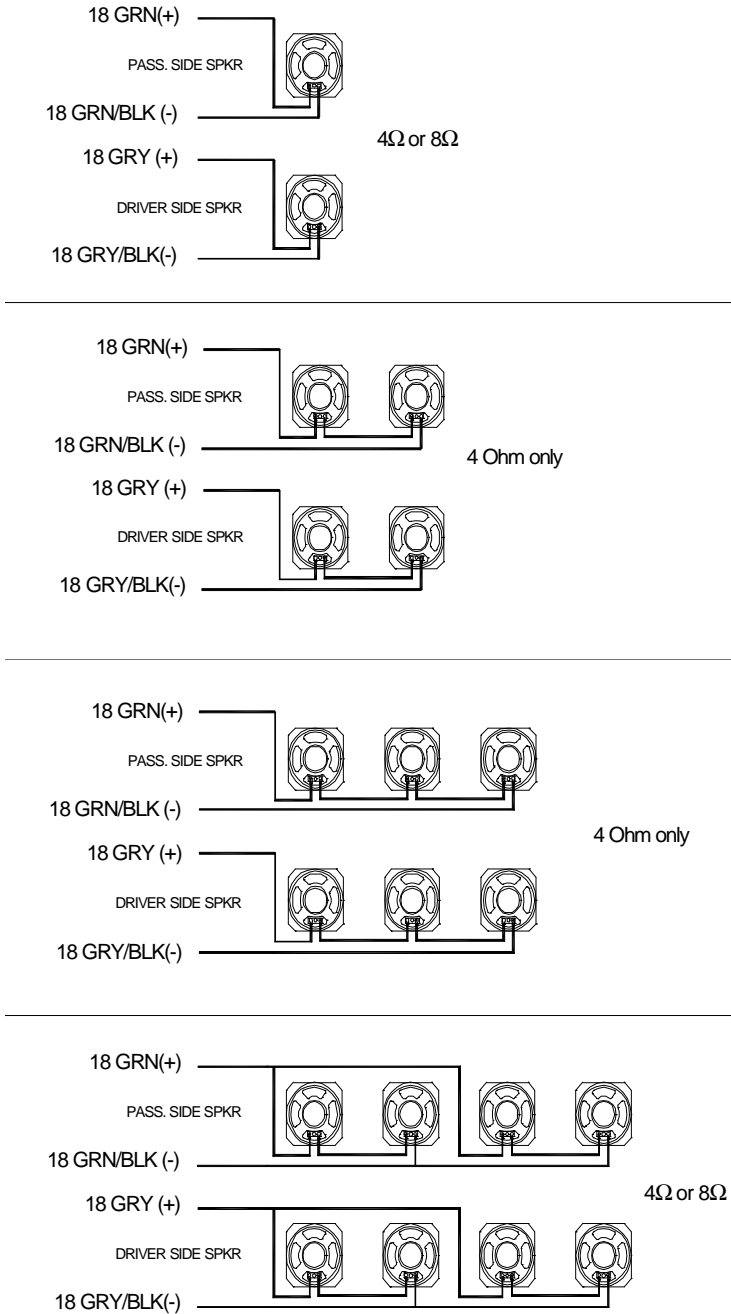 18 GRN(+)
PASS. SIDE SPKR
18 GRN/BLK (-)
4Ω or 8Ω
18 GRY (+)
DRIVER SIDE SPKR
18 GRY/BLK(-)
18 GRN(+)
PASS. SIDE SPKR
18 GRN/BLK (-)
4 Ohm only
18 GRY (+)
DRIVER SIDE SPKR
18 GRY/BLK(-)
18 GRN(+)
PASS. SIDE SPKR
18 GRN/BLK (-)
4 Ohm only
18 GRY (+)
DRIVER SIDE SPKR
18 GRY/BLK(-)
18 GRN(+)
PASS. SIDE SPKR
18 GRN/BLK (-)
4Ω or 8Ω
18 GRY (+)
DRIVER SIDE SPKR
18 GRY/BLK(-)